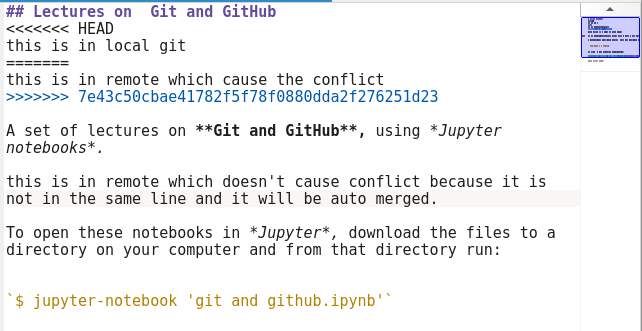 ## Lectures on  Git and GitHub
<<<<<<< HEAD
this is in local git
=======
this is in remote which cause the conflict
>>>>>>> 7e43c50cbae41782f5f78f0880dda2f276251d23
A set of lectures on **Git and GitHub**, using *Jupyter
notebooks*.
this is in remote which doesn't cause conflict because it is
not in the same line and it will be auto merged.
To open these notebooks in *Jupyter*, download the files to a
directory on your computer and from that directory run:
`$ jupyter-notebook 'git and github.ipynb'`